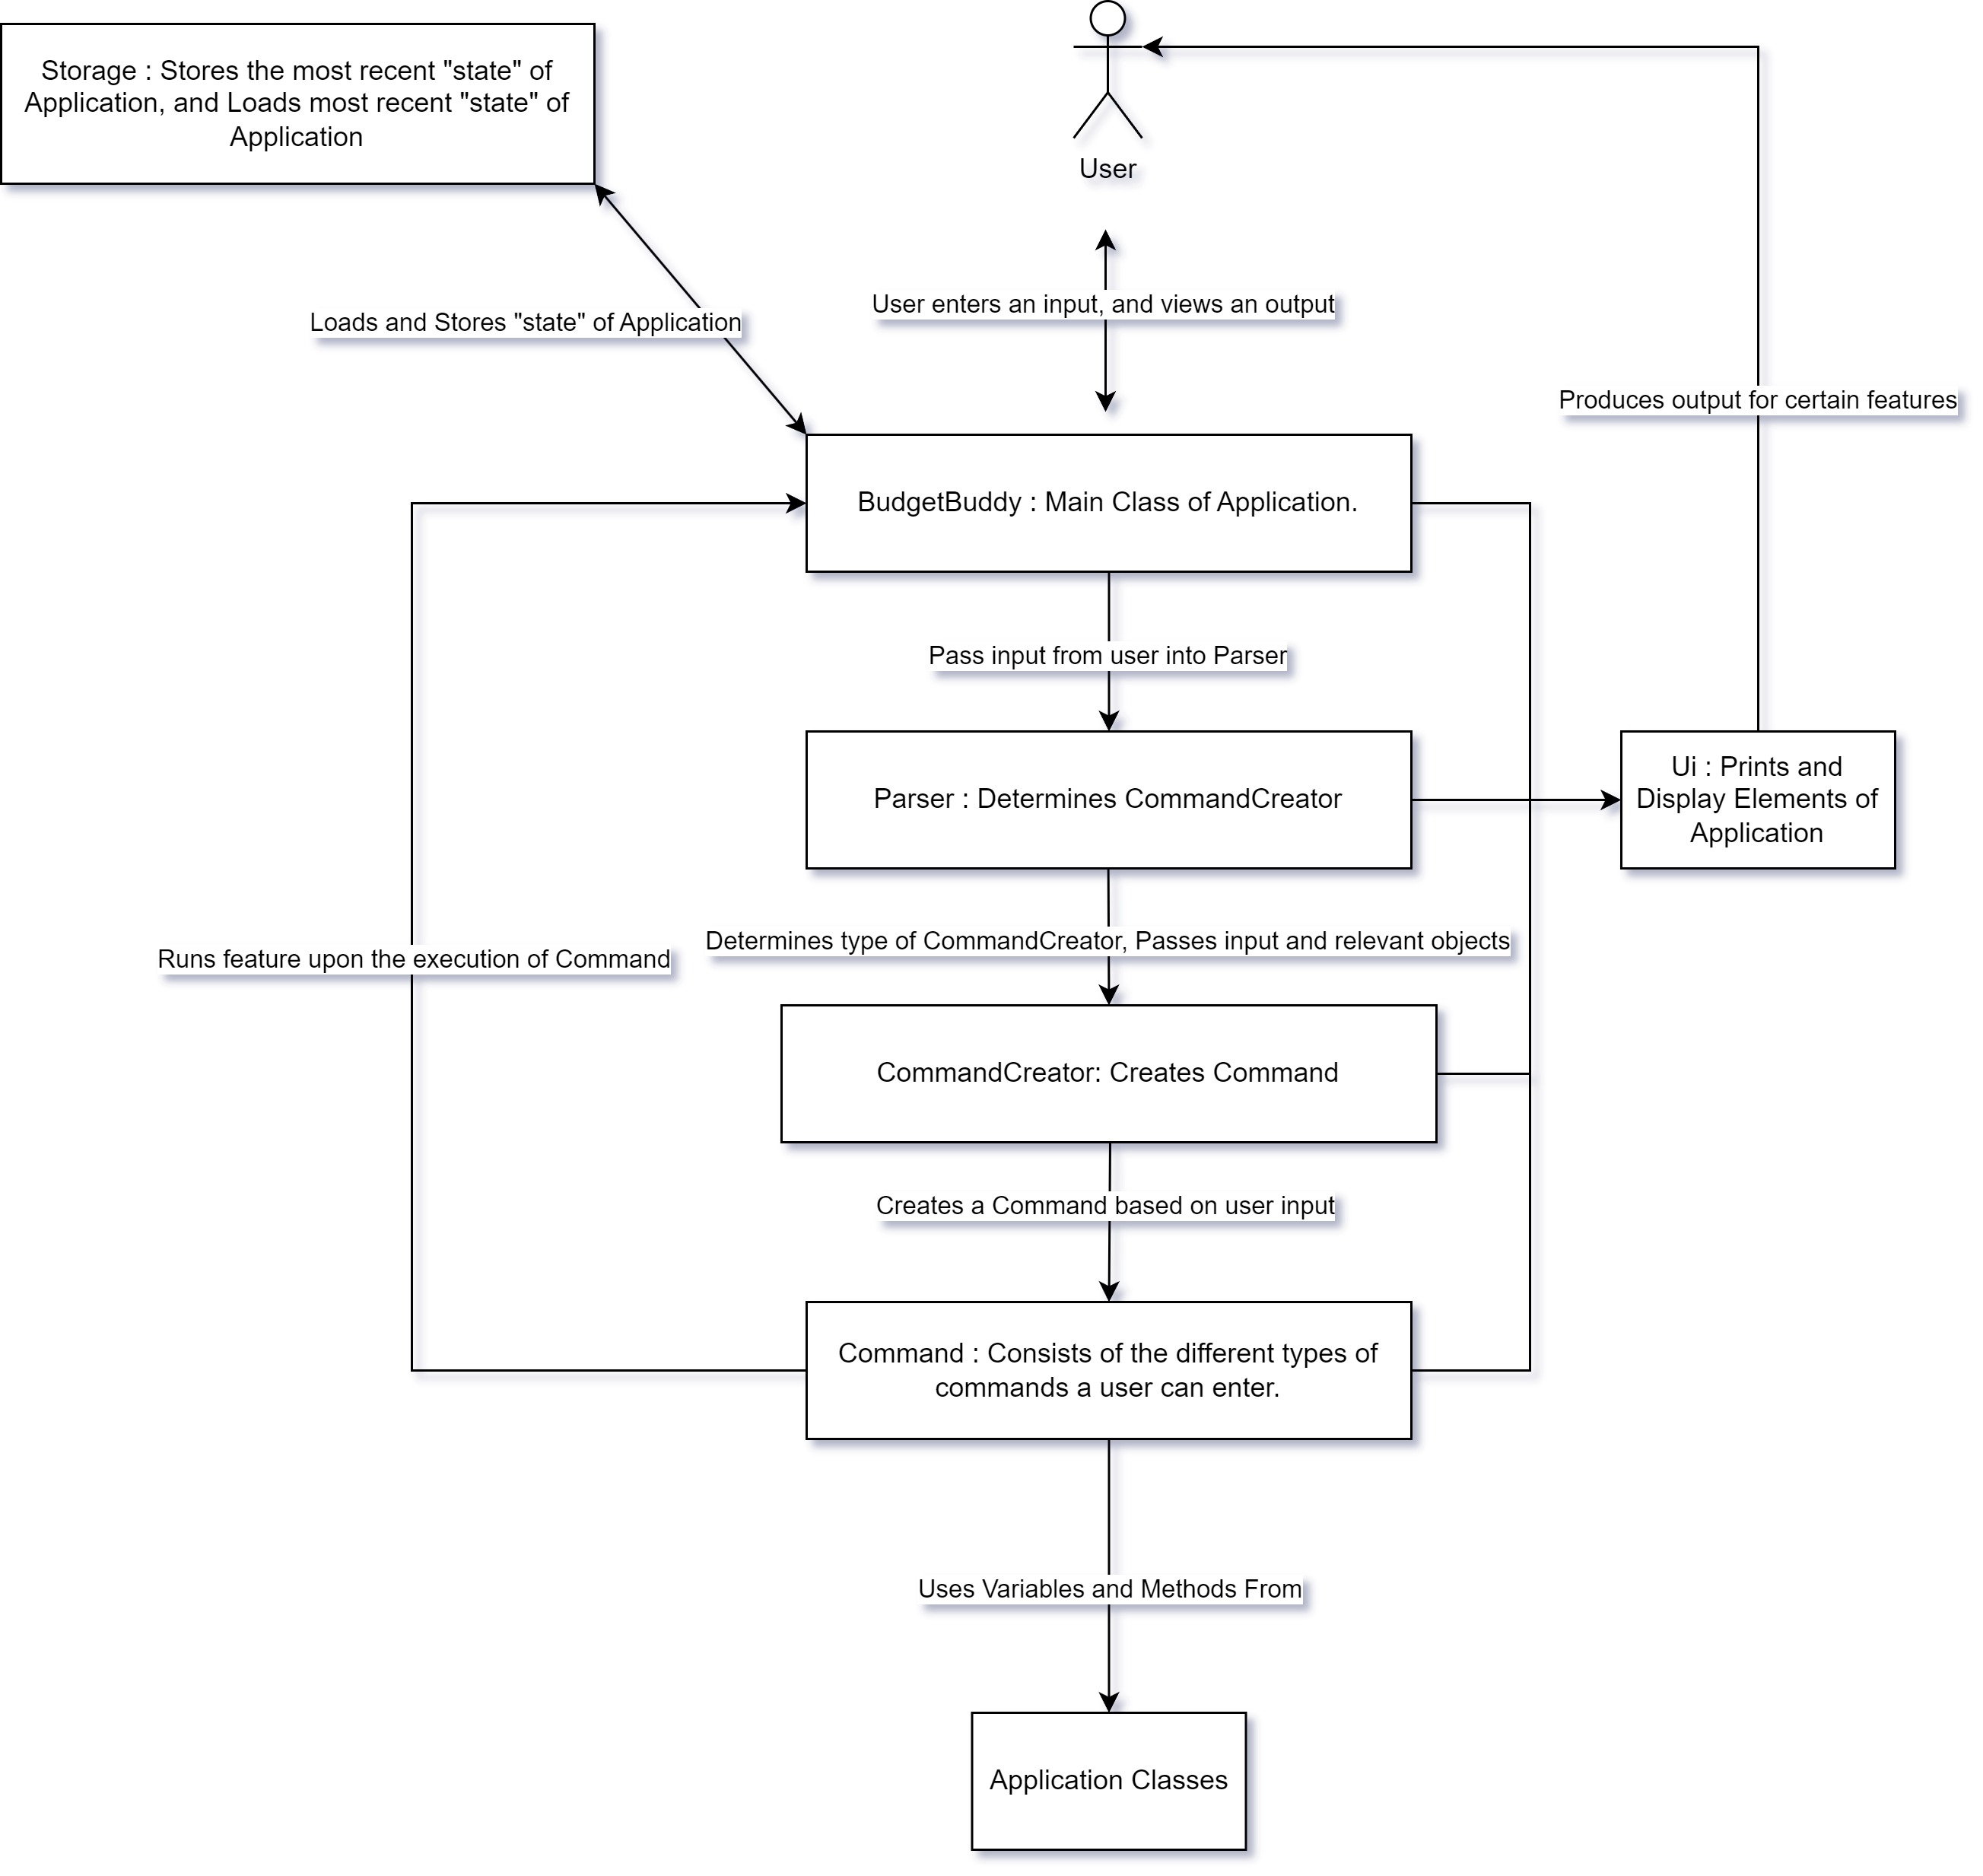 Storage : Stores the most recent "state" of
Application, and Loads most recent "state" of
Application
User
User enters an input, and views an output
Loads and Stores "state" of Application
Produces output for certain features
BudgetBuddy : Main Class of Application.
Pass input from user into Parser
Parser : Determines CommandCreator
Ui : Prints and
Display Elements of
Application
Determines type of CommandCreator, Passes input and relevant objects
Runs feature upon the execution of Command
CommandCreator: Creates Command
Creates a Command based on user input
Command : Consists of the different types of
commands a user can enter.
Uses Variables and Methods From
Application Classes